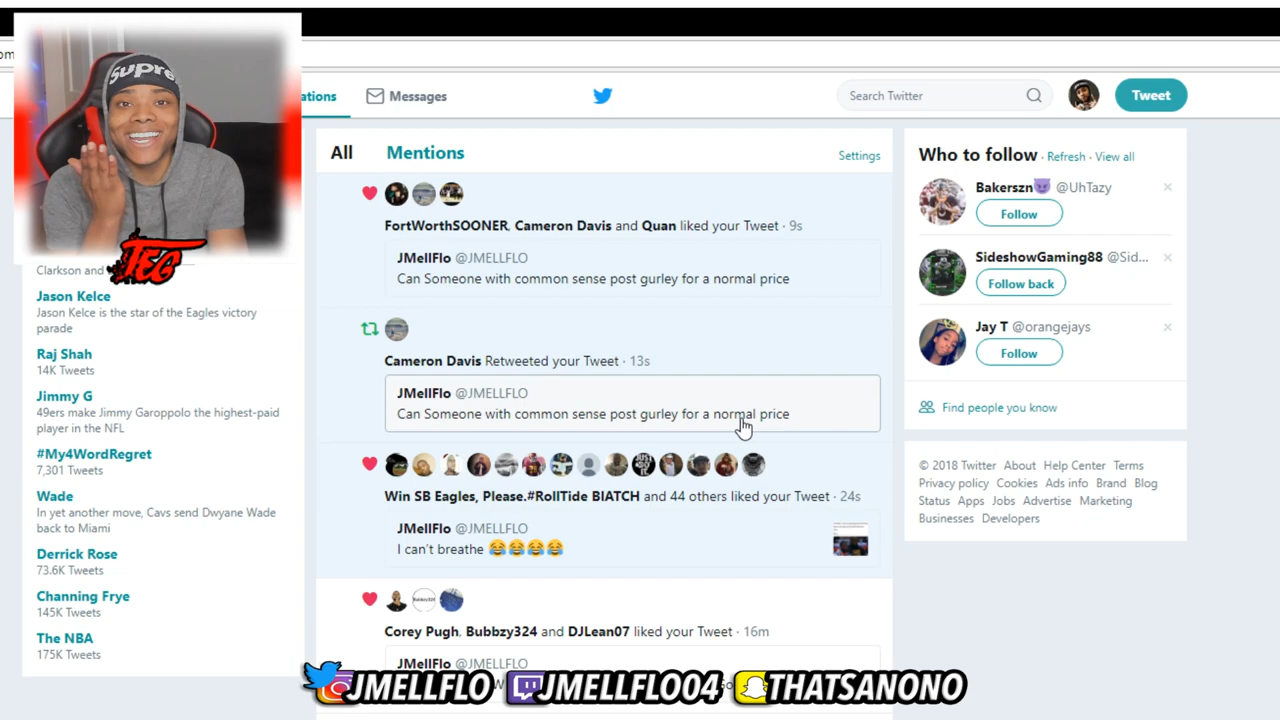 om
Supre
TEG
ations
Messages
Search Twitter
Tweet
Clarkson and
Jason Kelce
Jason Kelce is the star of the Eagles victory
parade
Raj Shah
14K Tweets
Jimmy G
49ers make Jimmy Garoppolo the highest-paid
player in the NFL
#My4WordRegret
7,301 Tweets
Wade
In yet another move, Cavs send Dwyane Wade
back to Miami
Derrick Rose
73.6K Tweets
Channing Frye
145K Tweets
The NBA
175K Tweets
All Mentions Settings
FortWorthSOONER, Cameron Davis and Quan liked your Tweet · 9s
JMellFlo @JMELLFLO
Can Someone with common sense post gurley for a normal price
Cameron Davis Retweeted your Tweet · 13s
JMellFlo @JMELLFLO
Can Someone with common sense post gurley for a normal price
Win SB Eagles, Please.#RollTide BIATCH and 44 others liked your Tweet · 24s
JMellFlo @JMELLFLO
I can't breathe 😂😂😂😂
Corey Pugh, Bubbzy324 and DJLean07 liked your Tweet · 16m
JMellFlo @JMELLFLO
Who to follow · Refresh · View all
Bakerszn😈 @UhTazy
Follow
SideshowGaming88 @Sid...
Follow back
Jay T @orangejays
Follow
Find people you know
© 2018 Twitter About Help Center Terms
Privacy policy Cookies Ads info Brand Blog
Status Apps Jobs Advertise Marketing
Businesses Developers
JMELLFLO JMELLFLO04 THATSANONO